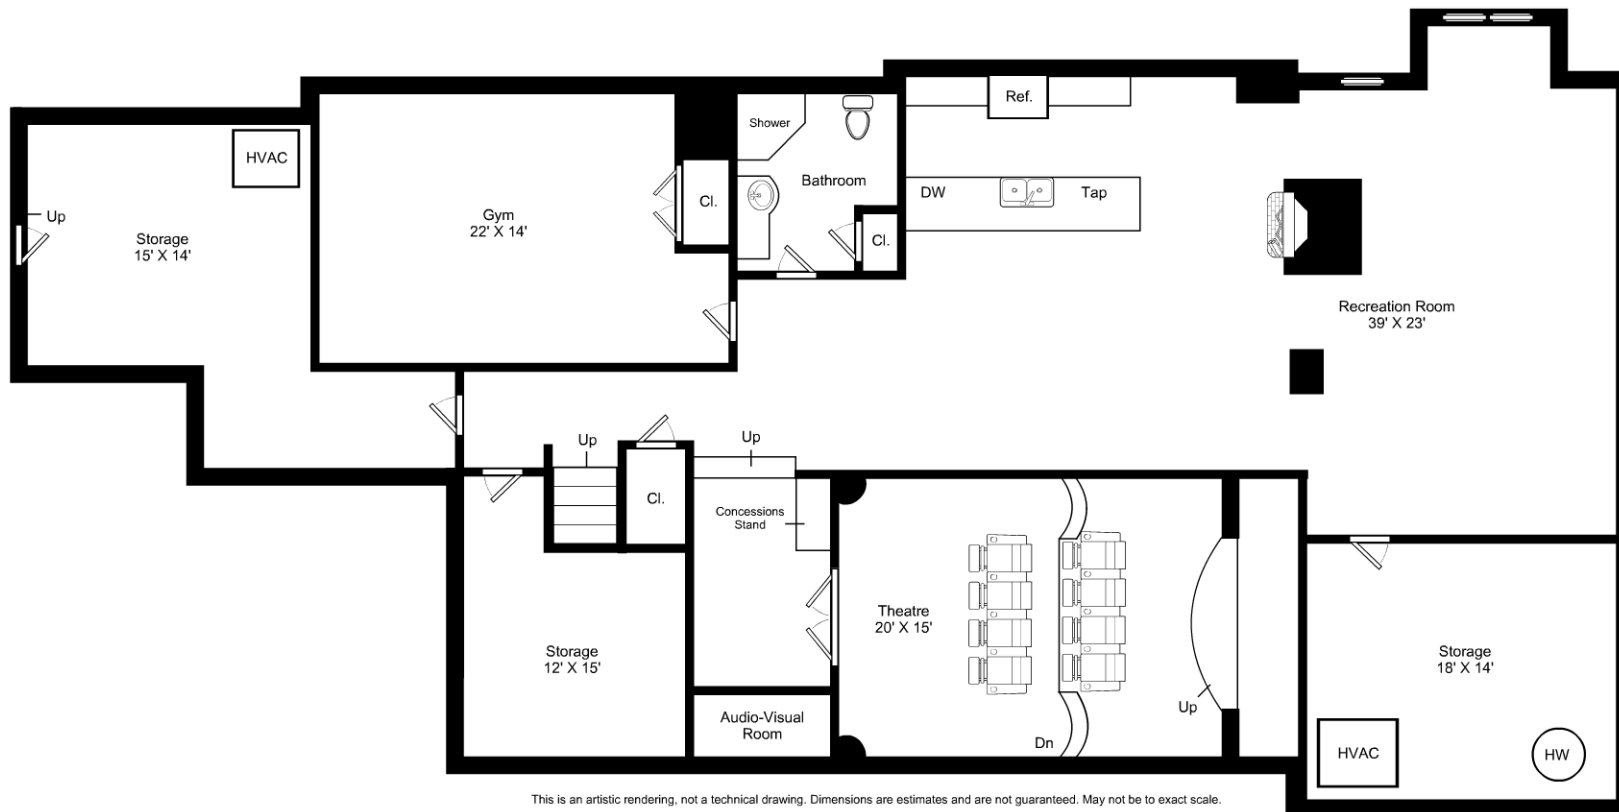 Ref.
Shower
HVAC
Bathroom
DW
Tap
Cl.
Up
Gym
22' X 14'
Storage
15' X 14'
Cl.
Recreation Room
39' X 23'
Up
Up
Cl.
Concessions
Stand
Theatre
20' X 15'
Storage
12' X 15'
Storage
18' X 14'
Up
Audio-Visual
Room
Dn
HVAC
HW
This is an artistic rendering, not a technical drawing. Dimensions are estimates and are not guaranteed. May not be to exact scale.